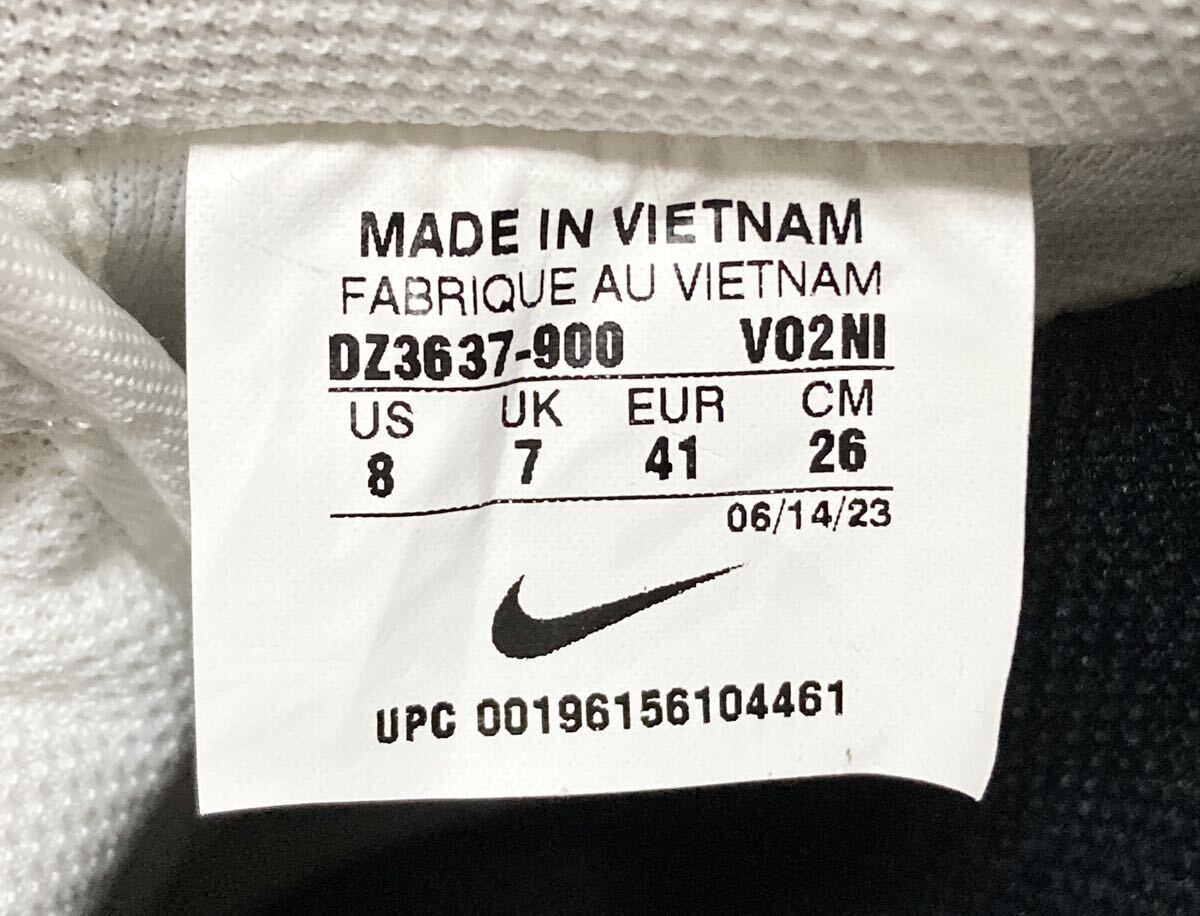 MADE IN VIETNAM
FABRIQUE AU VIETNAM
DZ3637-900 VO2NI
US UK EUR CM
8 7 41 26
06/14/23
UPC 00196156104461